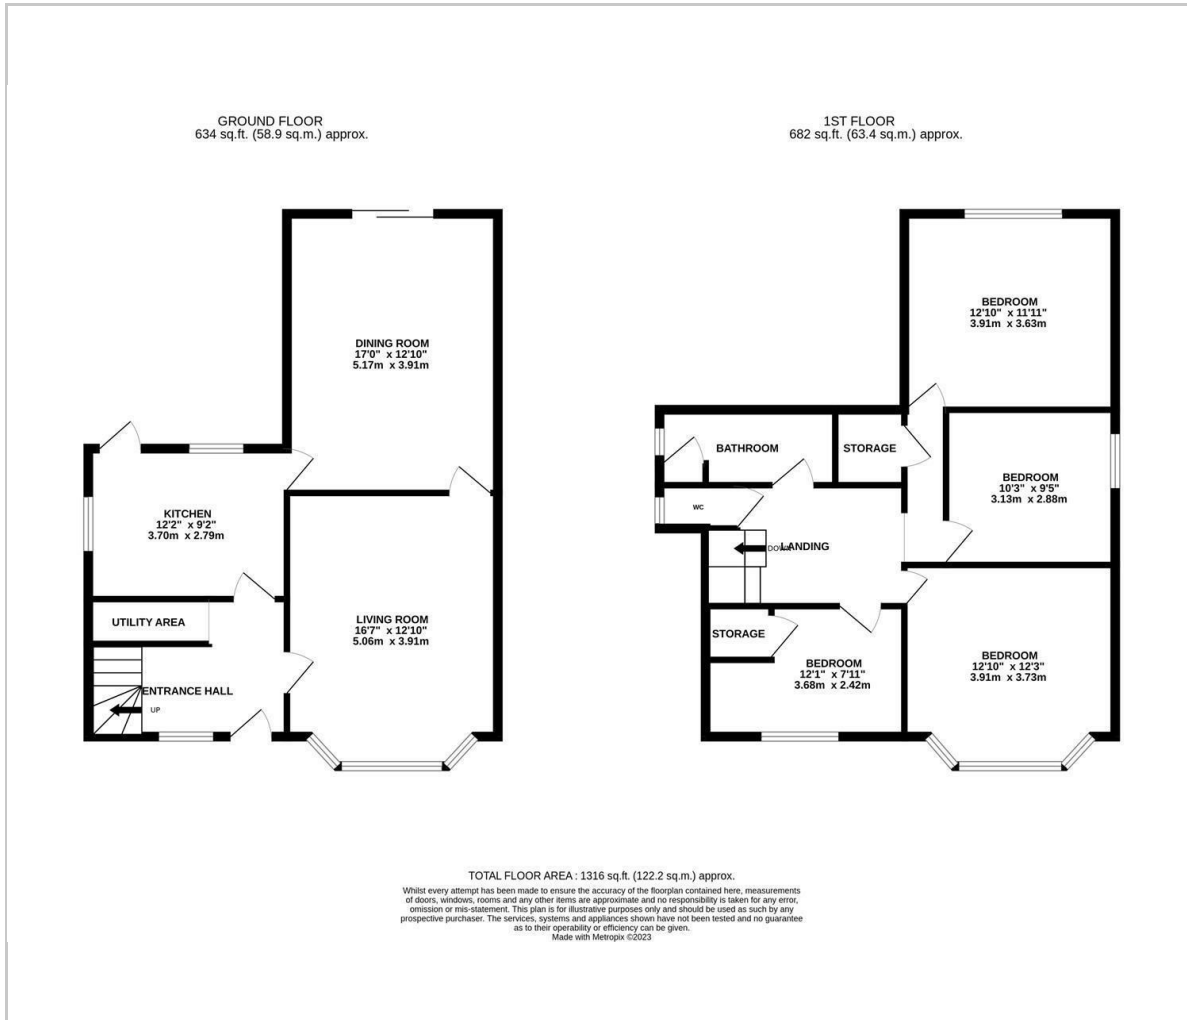 GROUND FLOOR
634 sq.ft. (58.9 sq.m.) approx.
DINING ROOM
17'0" x 12'10"
5.17m x 3.91m
KITCHEN
12'2" x 9'2"
3.70m x 2.79m
UTILITY AREA
LIVING ROOM
16'7" x 12'10"
5.06m x 3.91m
ENTRANCE HALL
UP
1ST FLOOR
682 sq.ft. (63.4 sq.m.) approx.
BEDROOM
12'10" x 11'11"
3.91m x 3.63m
BATHROOM
STORAGE
BEDROOM
10'3" x 9'5"
3.13m x 2.88m
WC
DOWN
LANDING
STORAGE
BEDROOM
12'1" x 7'11"
3.68m x 2.42m
BEDROOM
12'10" x 12'3"
3.91m x 3.73m
TOTAL FLOOR AREA : 1316 sq.ft. (122.2 sq.m.) approx.
Whilst every attempt has been made to ensure the accuracy of the floorplan contained here, measurements
of doors, windows, rooms and any other items are approximate and no responsibility is taken for any error,
omission or mis-statement. This plan is for illustrative purposes only and should be used as such by any
prospective purchaser. The services, systems and appliances shown have not been tested and no guarantee
as to their operability or efficiency can be given.
Made with Metropix ©2023